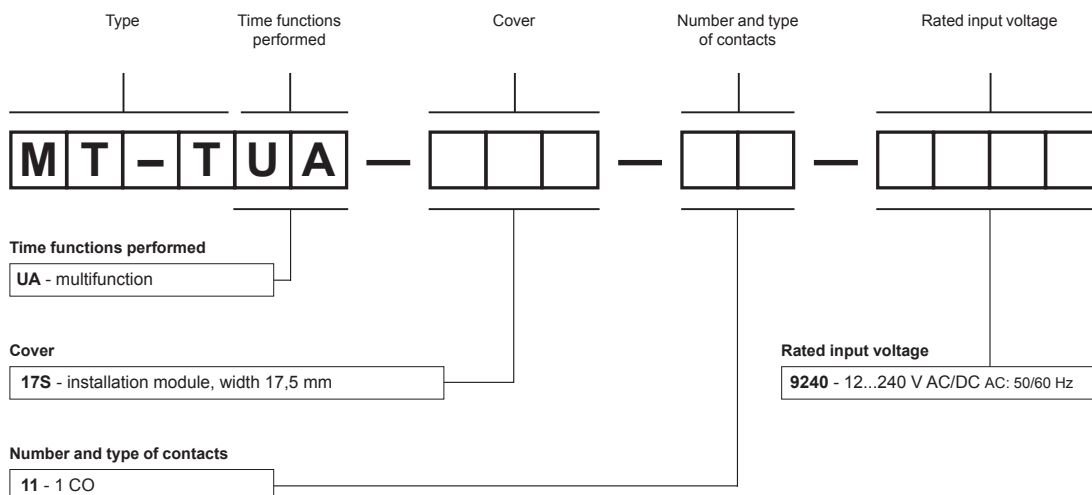 Type
Time functions
performed
Cover
Number and type
of contacts
Rated input voltage
MT-TUA — —  —
Time functions performed
UA - multifunction
Cover
17S - installation module, width 17,5 mm
Rated input voltage
9240 - 12...240 V AC/DC AC: 50/60 Hz
Number and type of contacts
11 - 1 CO